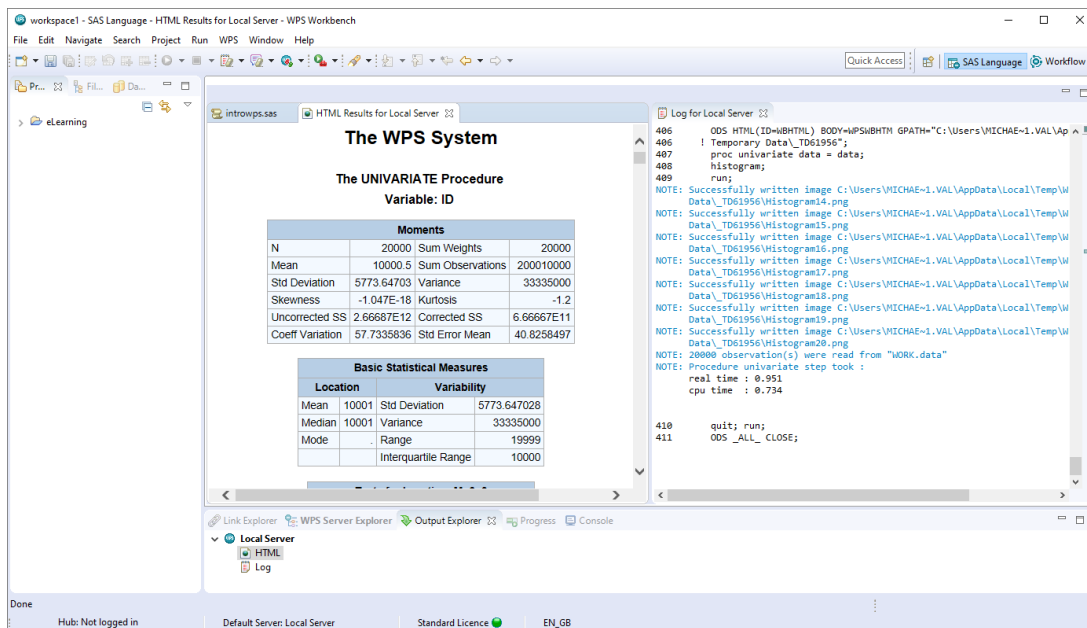 workspace1 - SAS Language - HTML Results for Local Server - WPS Workbench
File Edit Navigate Search Project Run WPS Window Help
Quick Access SAS Language Workflow
Pr... Fil... Da...
eLearning
introwps.sas HTML Results for Local Server
The WPS System
The UNIVARIATE Procedure
Variable: ID
Moments
N 20000 Sum Weights 20000
Mean 10000.5 Sum Observations 200010000
Std Deviation 5773.64703 Variance 33335000
Skewness -1.047E-18 Kurtosis -1.2
Uncorrected SS 2.66687E12 Corrected SS 6.66667E11
Coeff Variation 57.7335836 Std Error Mean 40.8258497
Basic Statistical Measures
Location Variability
Mean 10001 Std Deviation 5773.647028
Median 10001 Variance 33335000
Mode . Range 19999
Interquartile Range 10000
Log for Local Server
406 ODS HTML(ID=WBHTML) BODY=WPSWBHTM GPATH="C:\Users\MICHAE~1.VAL\Ap
406 ! Temporary Data\_TD61956";
407 proc univariate data = data;
408 histogram;
409 run;
NOTE: Successfully written image C:\Users\MICHAE~1.VAL\AppData\Local\Temp\W
Data\_TD61956\Histogram14.png
NOTE: Successfully written image C:\Users\MICHAE~1.VAL\AppData\Local\Temp\W
Data\_TD61956\Histogram15.png
NOTE: Successfully written image C:\Users\MICHAE~1.VAL\AppData\Local\Temp\W
Data\_TD61956\Histogram16.png
NOTE: Successfully written image C:\Users\MICHAE~1.VAL\AppData\Local\Temp\W
Data\_TD61956\Histogram17.png
NOTE: Successfully written image C:\Users\MICHAE~1.VAL\AppData\Local\Temp\W
Data\_TD61956\Histogram18.png
NOTE: Successfully written image C:\Users\MICHAE~1.VAL\AppData\Local\Temp\W
Data\_TD61956\Histogram19.png
NOTE: Successfully written image C:\Users\MICHAE~1.VAL\AppData\Local\Temp\W
Data\_TD61956\Histogram20.png
NOTE: 20000 observation(s) were read from "WORK.data"
NOTE: Procedure univariate step took :
real time : 0.951
cpu time : 0.734
410 quit; run;
411 ODS _ALL_ CLOSE;
Link Explorer WPS Server Explorer Output Explorer Progress Console
Local Server
HTML
Log
Done
Hub: Not logged in Default Server: Local Server Standard Licence EN_GB